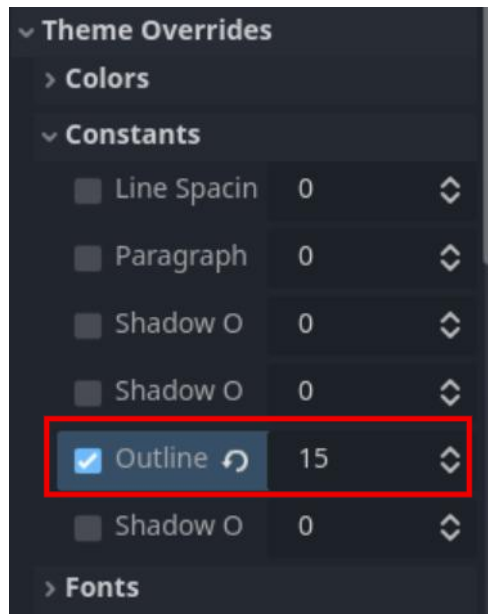 Theme Overrides
Colors
Constants
Line Spacin 0
Paragraph 0
Shadow O 0
Shadow O 0
Outline 15
Shadow O 0
Fonts